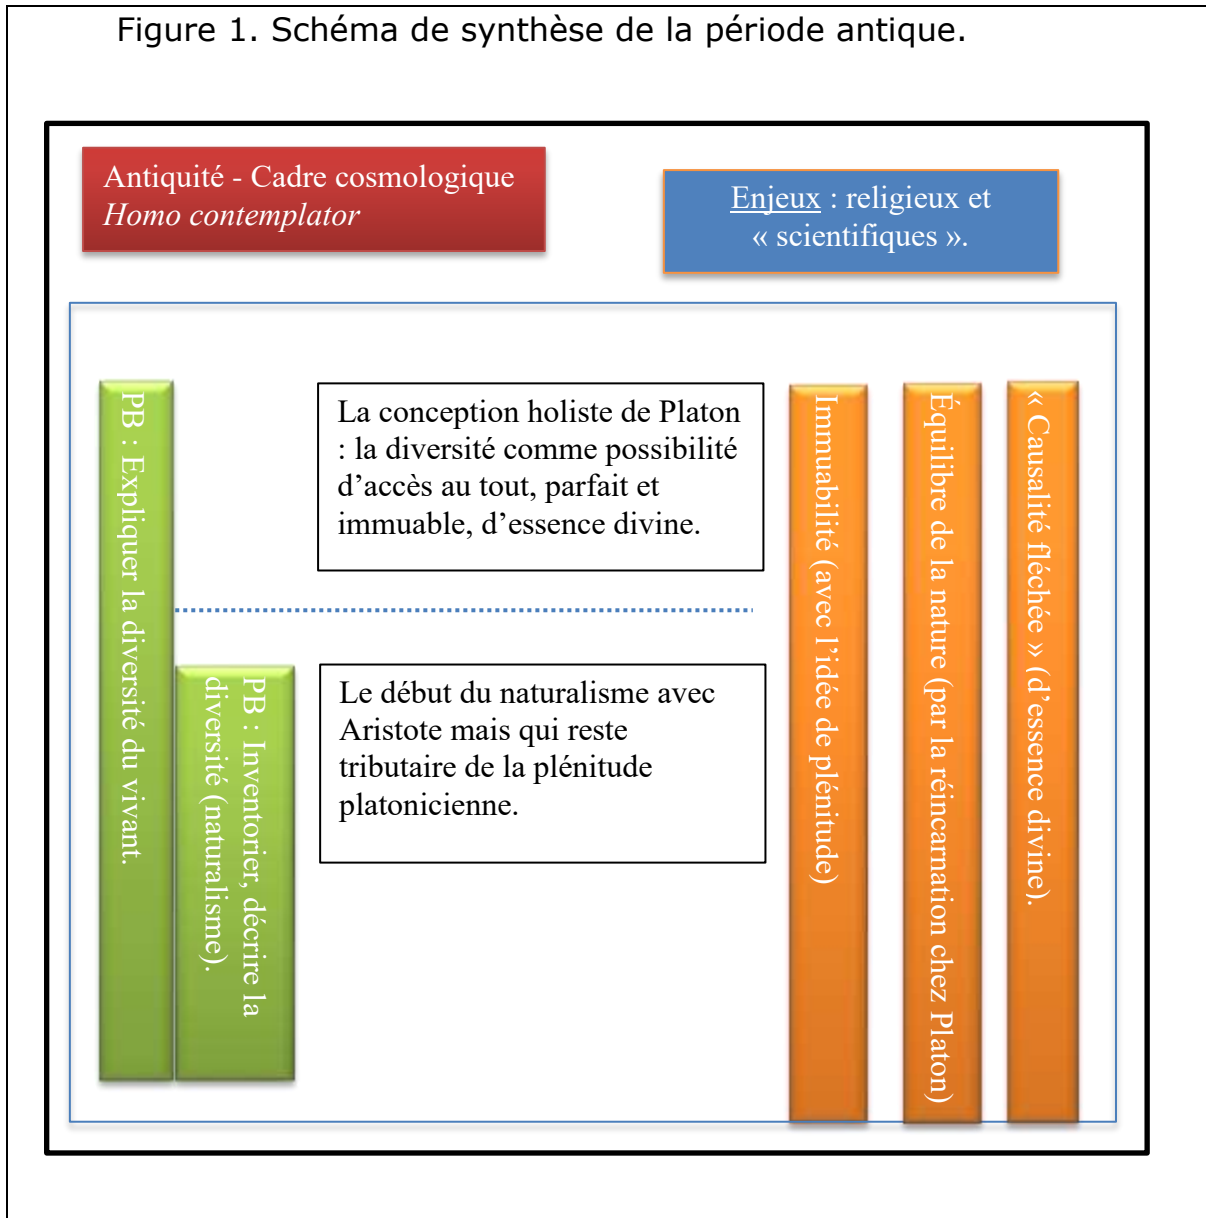 Figure 1. Schéma de synthèse de la période antique.
Antiquité - Cadre cosmologique
Homo contemplator
Enjeux : religieux et
« scientifiques ».
PB : Expliquer la diversité du vivant.
PB : Inventorier, décrire la
diversité (naturalisme).
La conception holiste de Platon
: la diversité comme possibilité
d’accès au tout, parfait et
immuable, d’essence divine.
Le début du naturalisme avec
Aristote mais qui reste
tributaire de la plénitude
platonicienne.
Immuabilité (avec l’idée de plénitude)
Équilibre de la nature (par la réincarnation chez Platon)
« Causalité fléchée » (d’essence divine).